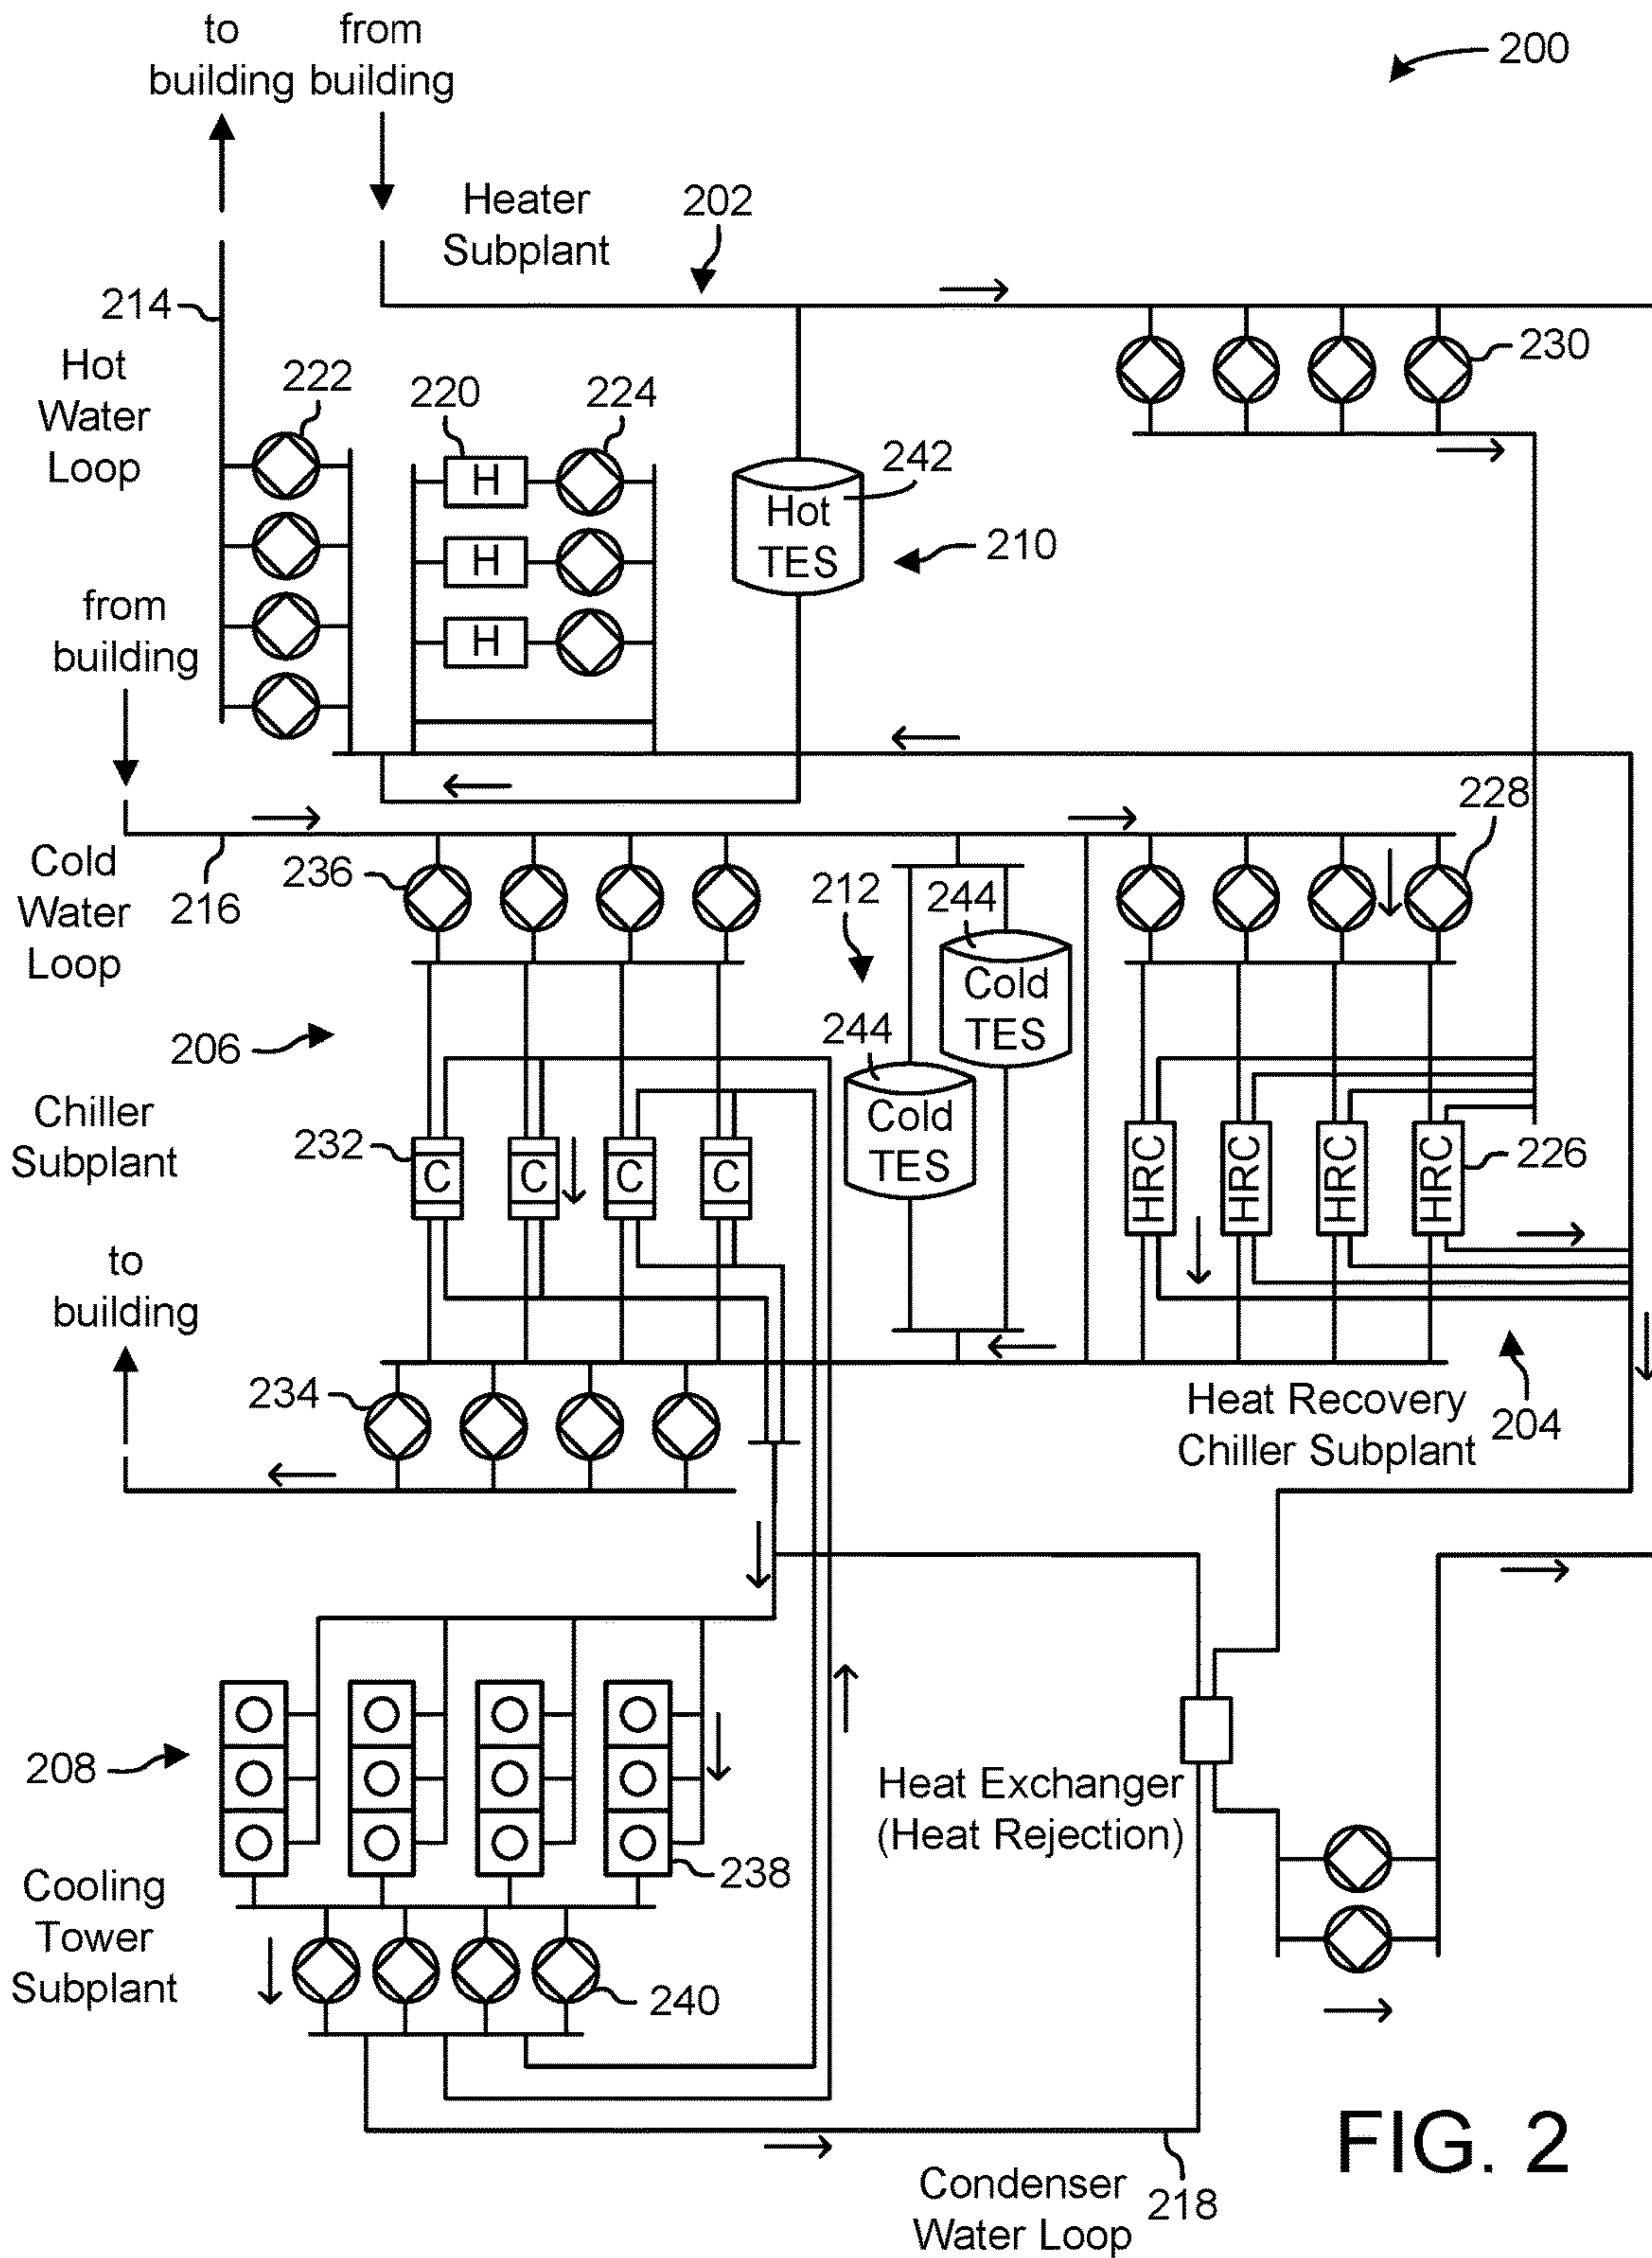 to
building
from
building
200
Heater
Subplant
202
214
Hot
Water
Loop
222
220
224
230
H
H
H
242
Hot
TES
210
from
building
228
Cold
Water
Loop
216
236
212
244
Cold
TES
244
Cold
TES
206
Chiller
Subplant
232
C
C
C
C
HRC
HRC
HRC
HRC
226
to
building
234
Heat Recovery
Chiller Subplant
204
208
238
Heat Exchanger
(Heat Rejection)
Cooling
Tower
Subplant
240
Condenser
Water Loop
218
FIG. 2